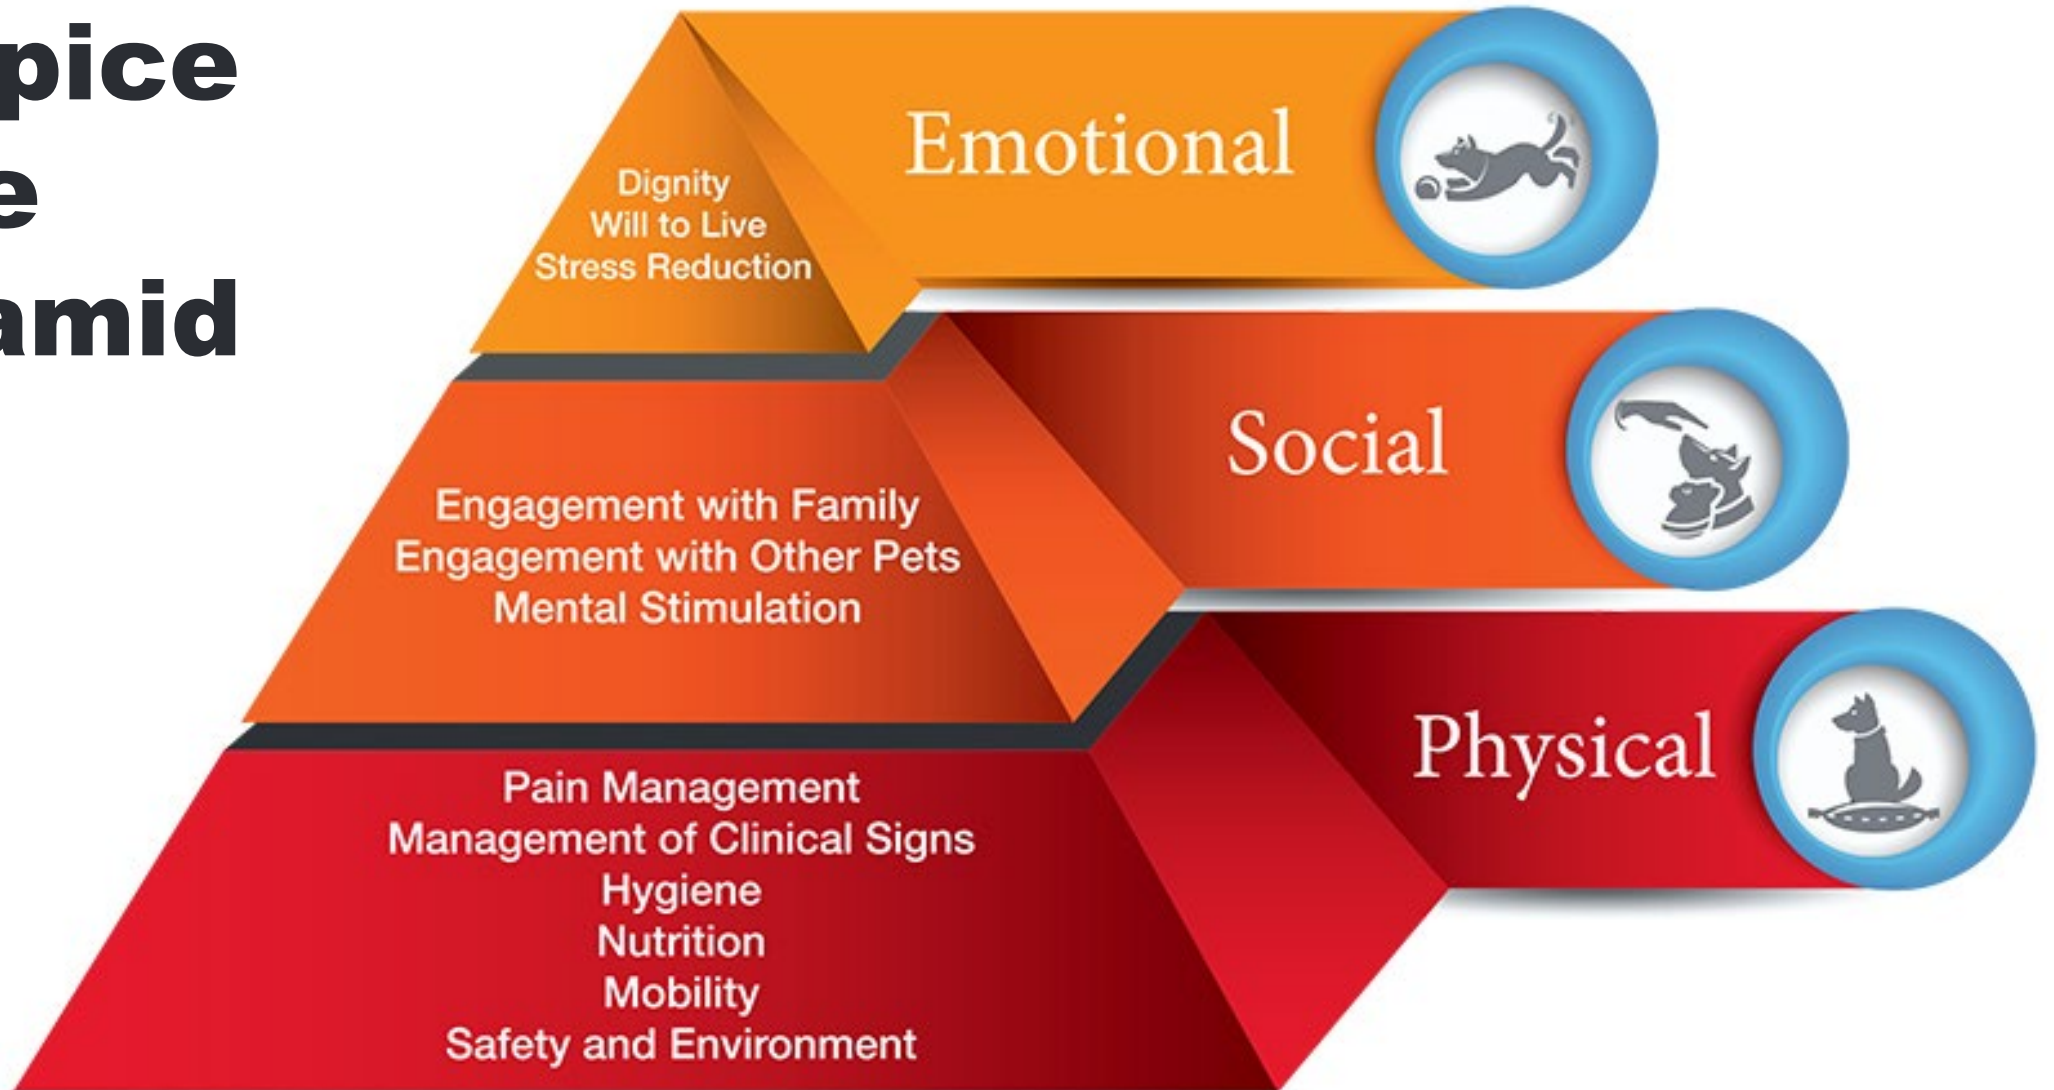 pice
e
amid
Emotional
Dignity
Will to Live
Stress Reduction
Social
Engagement with Family
Engagement with Other Pets
Mental Stimulation
Physical
Pain Management
Management of Clinical Signs
Hygiene
Nutrition
Mobility
Safety and Environment